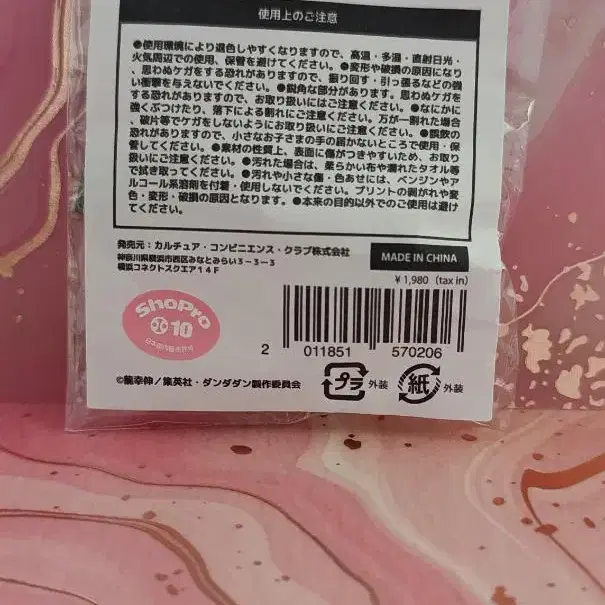 使用上のご注意
●使用環境により退色しやすくなりますので、高温・多湿・直射日光・
火気周辺での使用、保管を避けてください。●変形や破損の原因になり
、思わぬケガをする恐れがありますので、振り回す・引っ張るなどの強
い衝撃を与えないでください。●鋭角な部分があります。思わぬケガを
する恐れがありますので、お取り扱いにはご注意ください。●なにかに
強くぶつけたり、落下による割れにご注意ください。万が一割れた場合
、破片等でケガをしないようにお取り扱いにご注意ください。●誤飲の
恐れがありますので、小さなお子さまの手の届かないところで使用・保
管してください。●素材の性質上、表面に傷がつきやすいため、お取り
扱いにご注意ください。●汚れた場合は、柔らかい布や濡れたタオル等
で拭き取ってください。●汚れや小さな傷・色あせには、ベンジンやア
ルコール系溶剤を付着・使用しないでください。プリントの剥がれや変
色・変形・破損の原因となります。●本来の目的以外でのご使用は避け
てください。
発売元：カルチュア・コンビニエンス・クラブ株式会社
神奈川県横浜市西区みなとみらい３－３－３
横浜コネクトスクエア１４Ｆ
MADE IN CHINA
¥ 1,980 (tax in)
ShoPro
10
日本国内販売許可
2 011851 570206
プラ 外装
紙 外装
©龍幸伸／集英社・ダンダダン製作委員会